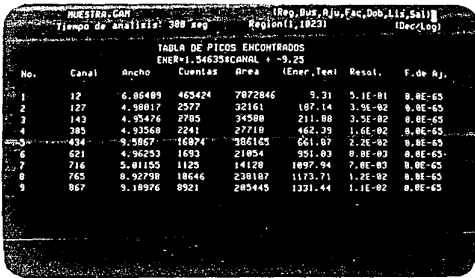 MUESTRA.GAM (Reg,Bus,Aju,Fac,Dob,Lis,Sal)
Tiempo de analisis: 300 seg Region(1,1023) (Dec/Log)
TABLA DE PICOS ENCONTRADOS
ENER=1.54635*CANAL + -9.25
No. Canal Ancho Cuentas Area (Ener,Tem) Resol. F.de Aj.
1 12 6.06409 465424 7072846 9.31 5.1E-01 0.0E-65
2 127 4.98017 2577 32161 187.14 3.9E-02 0.0E-65
3 143 4.95476 2785 34580 211.88 3.5E-02 0.0E-65
4 305 4.93568 2241 27718 462.39 1.6E-02 0.0E-65
5 434 9.5867 16074 386165 661.87 2.2E-02 0.0E-65
6 621 4.96253 1693 21054 951.03 8.0E-03 0.0E-65
7 716 5.01155 1125 14128 1097.94 7.0E-03 0.0E-65
8 765 8.92798 10646 238187 1173.71 1.2E-02 0.0E-65
9 867 9.18976 8921 205445 1331.44 1.1E-02 0.0E-65